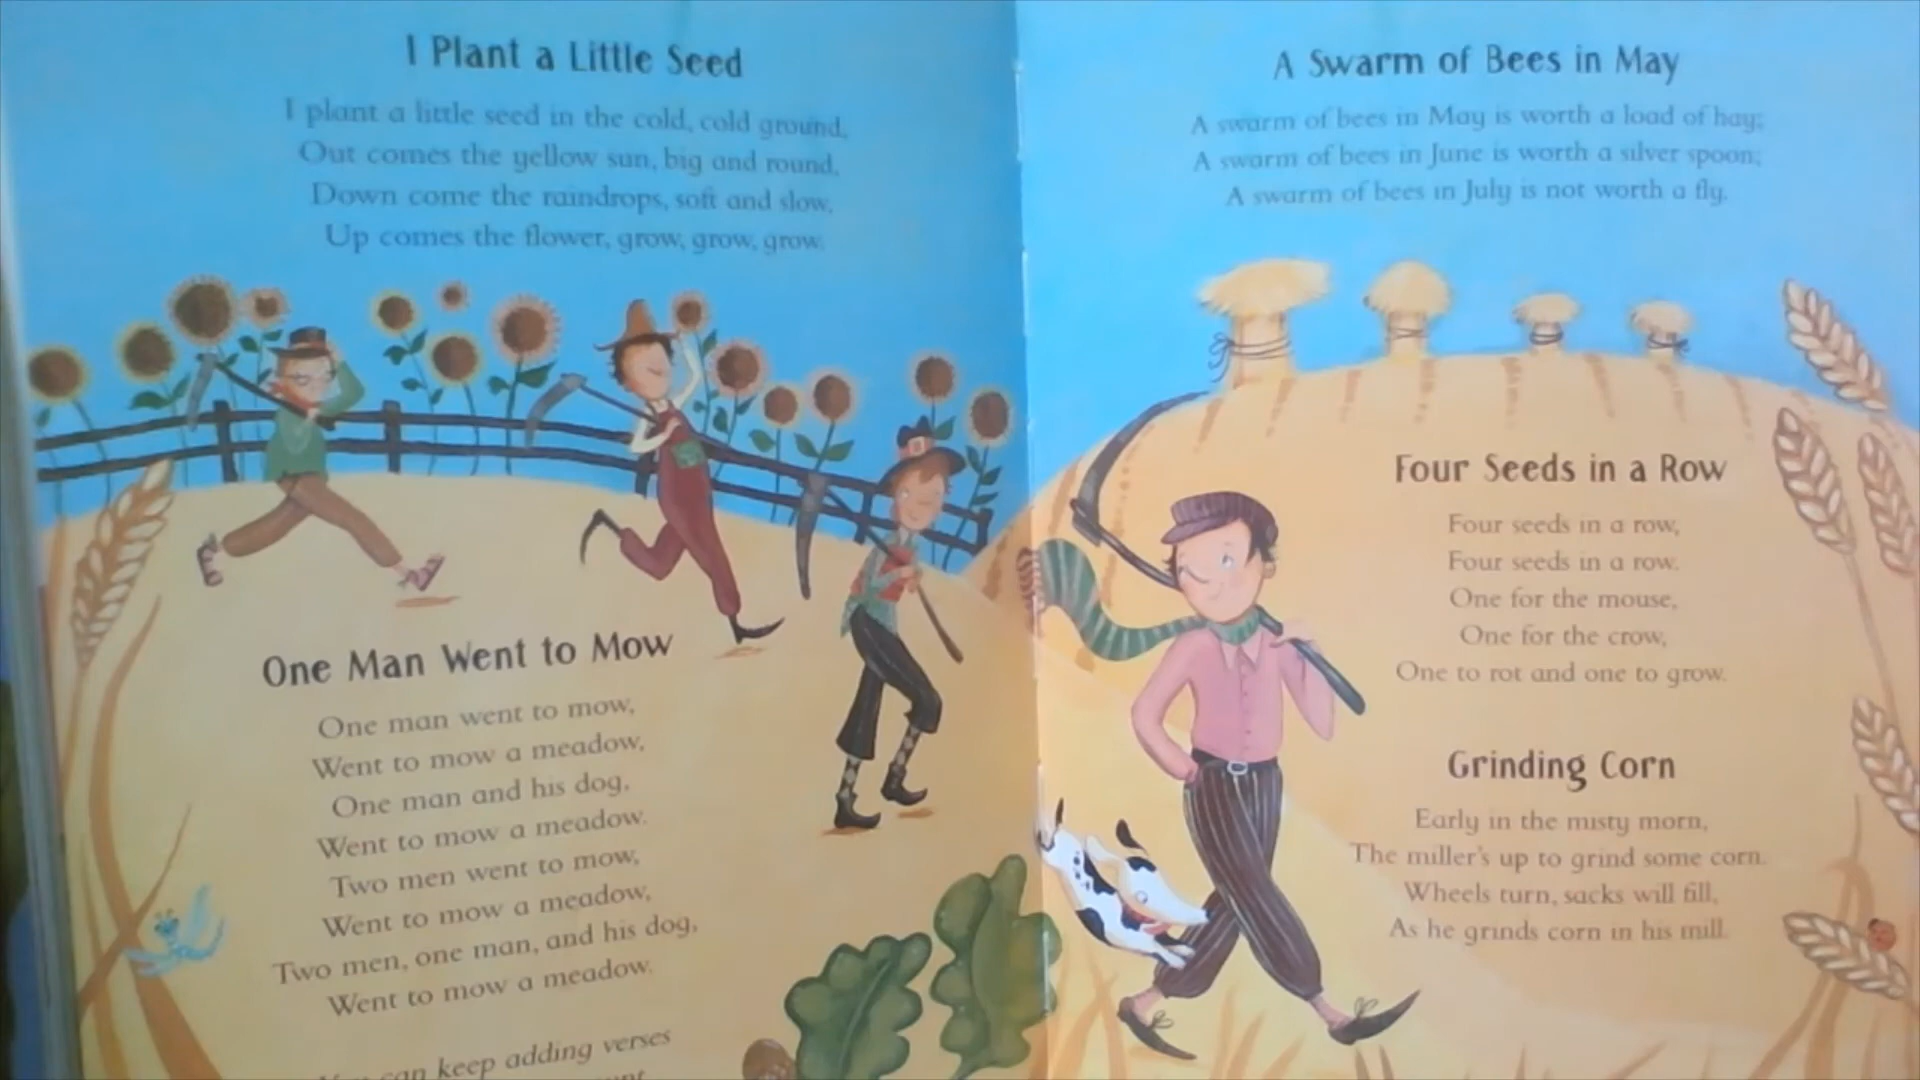 I Plant a Little Seed
I plant a little seed in the cold, cold ground,
Out comes the yellow sun, big and round,
Down come the raindrops, soft and slow,
Up comes the flower, grow, grow, grow.
One Man Went to Mow
One man went to mow,
Went to mow a meadow,
One man and his dog,
Went to mow a meadow.
Two men went to mow,
Went to mow a meadow,
Two men, one man, and his dog,
Went to mow a meadow.
can keep adding verses
A Swarm of Bees in May
A swarm of bees in May is worth a load of hay;
A swarm of bees in June is worth a silver spoon;
A swarm of bees in July is not worth a fly.
Four Seeds in a Row
Four seeds in a row,
Four seeds in a row.
One for the mouse,
One for the crow,
One to rot and one to grow.
Grinding Corn
Early in the misty morn,
The miller's up to grind some corn.
Wheels turn, sacks will fill,
As he grinds corn in his mill.